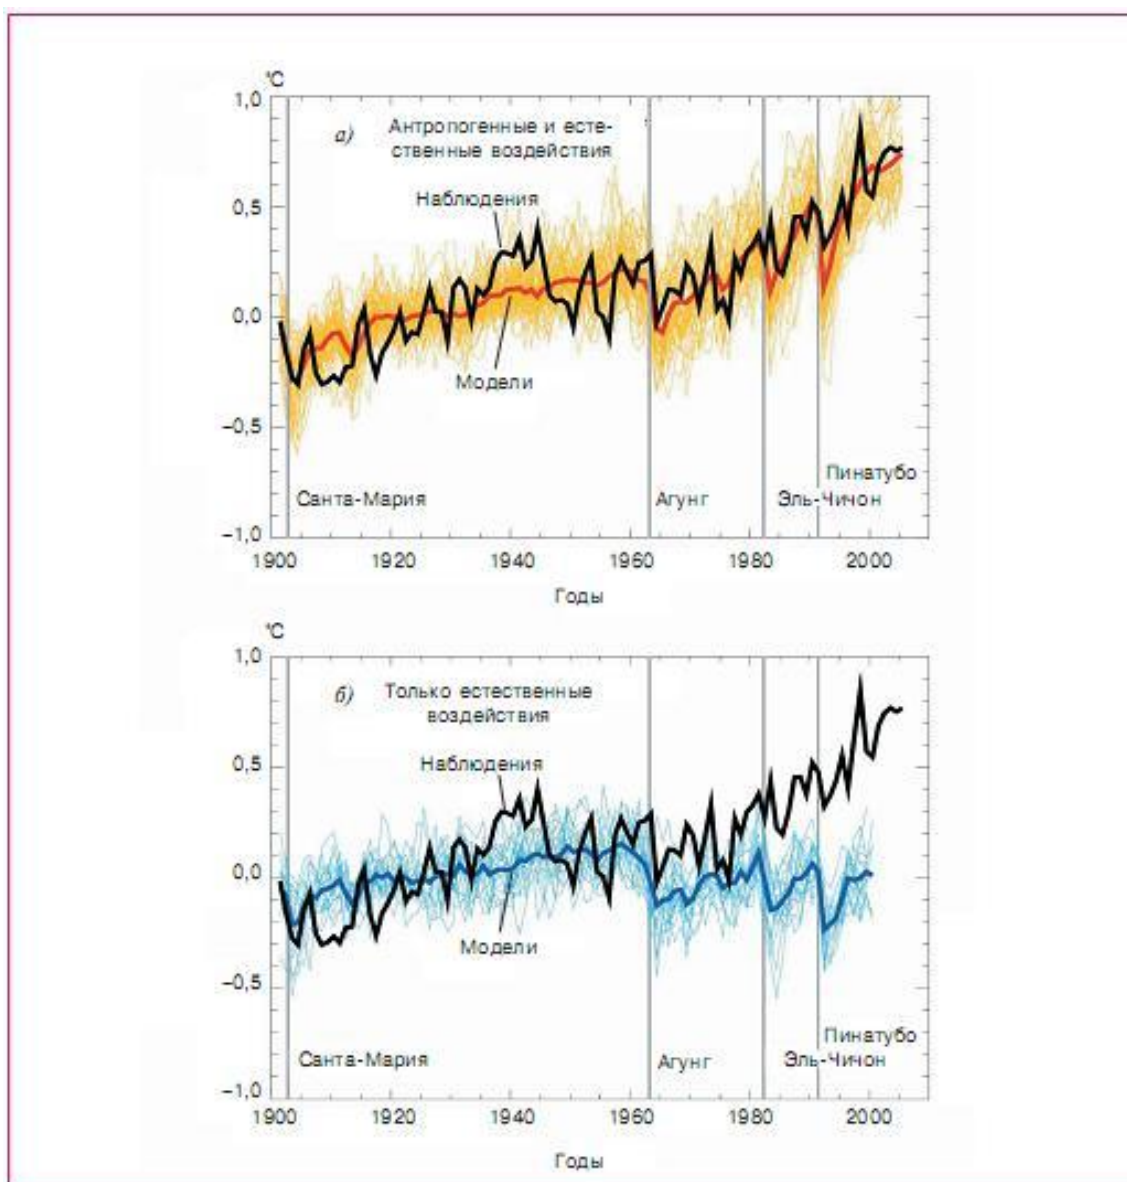 °C
1,0
а) Антропогенные и есте-
ственные воздействия
Наблюдения
0,5
0,0
Модели
–0,5
Пинатубо
Санта-Мария Агунг Эль-Чичон
–1,0
1900 1920 1940 1960 1980 2000
Годы
°C
1,0
б) Только естественные
воздействия
Наблюдения
0,5
0,0
Модели
–0,5
Пинатубо
Санта-Мария Агунг Эль-Чичон
–1,0
1900 1920 1940 1960 1980 2000
Годы